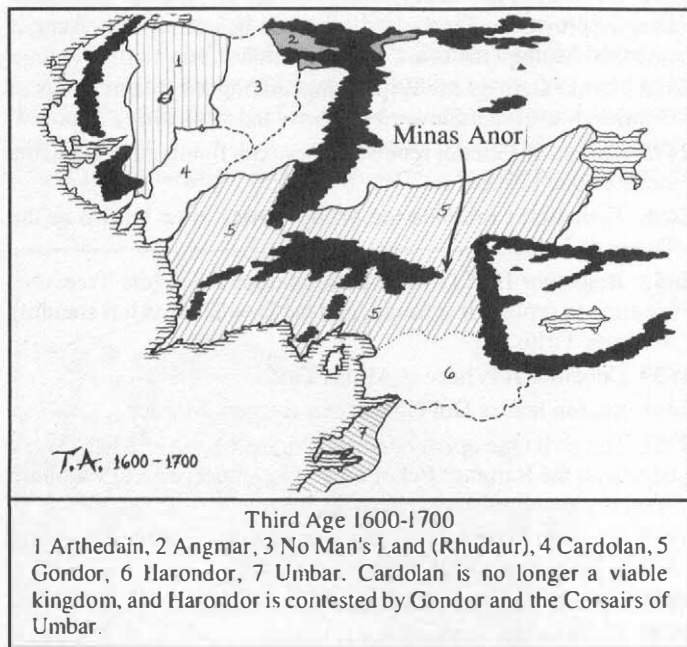 1
2
3
4
Minas Anor
5
5
5
6
7
T.A. 1600-1700
Third Age 1600-1700
1 Arthedain, 2 Angmar, 3 No Man's Land (Rhudaur), 4 Cardolan, 5
Gondor, 6 Harondor, 7 Umbar. Cardolan is no longer a viable
kingdom, and Harondor is contested by Gondor and the Corsairs of
Umbar.